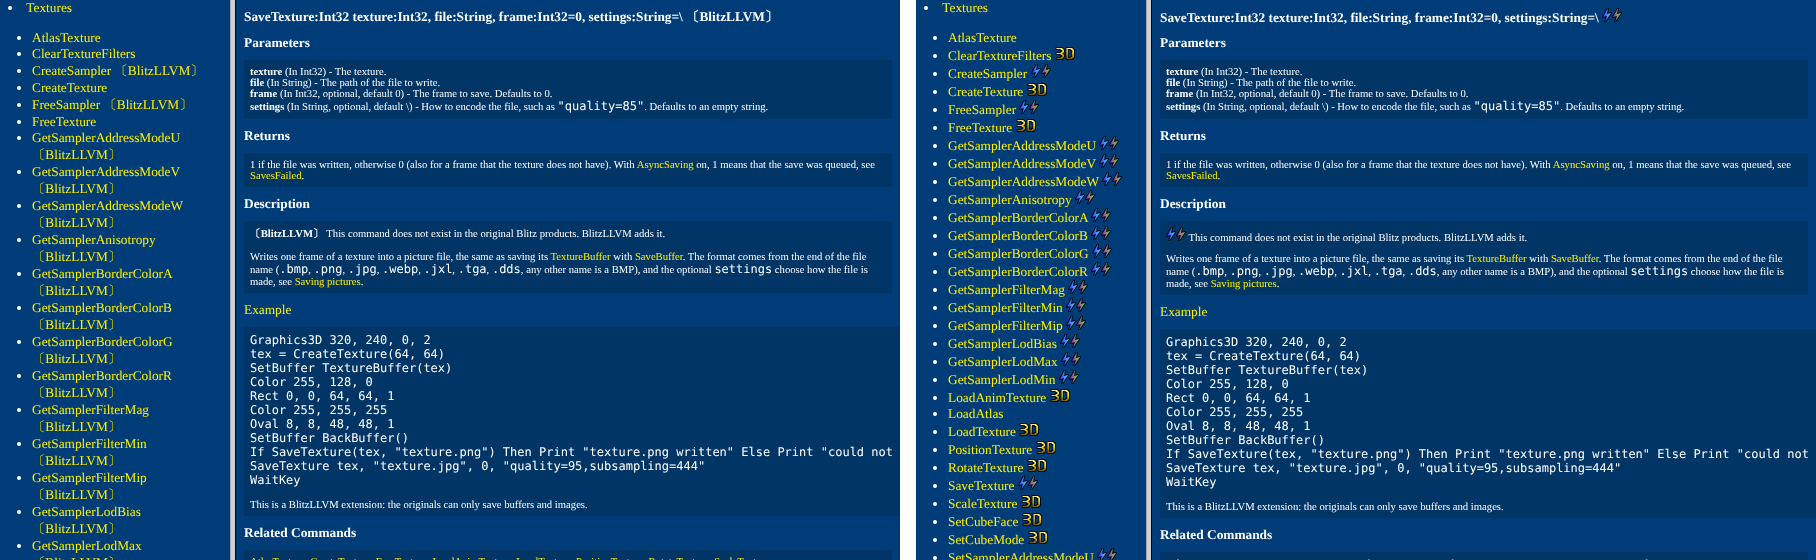 Textures
AtlasTexture
ClearTextureFilters
CreateSampler 〔BlitzLLVM〕
CreateTexture
FreeSampler 〔BlitzLLVM〕
FreeTexture
GetSamplerAddressModeU
〔BlitzLLVM〕
GetSamplerAddressModeV
〔BlitzLLVM〕
GetSamplerAddressModeW
〔BlitzLLVM〕
GetSamplerAnisotropy
〔BlitzLLVM〕
GetSamplerBorderColorA
〔BlitzLLVM〕
GetSamplerBorderColorB
〔BlitzLLVM〕
GetSamplerBorderColorG
〔BlitzLLVM〕
GetSamplerBorderColorR
〔BlitzLLVM〕
GetSamplerFilterMag
〔BlitzLLVM〕
GetSamplerFilterMin
〔BlitzLLVM〕
GetSamplerFilterMip
〔BlitzLLVM〕
GetSamplerLodBias
〔BlitzLLVM〕
GetSamplerLodMax
SaveTexture:Int32 texture:Int32, file:String, frame:Int32=0, settings:String=\ 〔BlitzLLVM〕
Parameters
texture (In Int32) - The texture.
file (In String) - The path of the file to write.
frame (In Int32, optional, default 0) - The frame to save. Defaults to 0.
settings (In String, optional, default \) - How to encode the file, such as "quality=85". Defaults to an empty string.
Returns
1 if the file was written, otherwise 0 (also for a frame that the texture does not have). With AsyncSaving on, 1 means that the save was queued, see
SavesFailed.
Description
〔BlitzLLVM〕 This command does not exist in the original Blitz products. BlitzLLVM adds it.
Writes one frame of a texture into a picture file, the same as saving its TextureBuffer with SaveBuffer. The format comes from the end of the file
name (.bmp, .png, .jpg, .webp, .jxl, .tga, .dds, any other name is a BMP), and the optional settings choose how the file is
made, see Saving pictures.
Example
Graphics3D 320, 240, 0, 2
tex = CreateTexture(64, 64)
SetBuffer TextureBuffer(tex)
Color 255, 128, 0
Rect 0, 0, 64, 64, 1
Color 255, 255, 255
Oval 8, 8, 48, 48, 1
SetBuffer BackBuffer()
If SaveTexture(tex, "texture.png") Then Print "texture.png written" Else Print "could not
SaveTexture tex, "texture.jpg", 0, "quality=95,subsampling=444"
WaitKey
This is a BlitzLLVM extension: the originals can only save buffers and images.
Related Commands
Textures
AtlasTexture
ClearTextureFilters 3D
CreateSampler
CreateTexture 3D
FreeSampler
FreeTexture 3D
GetSamplerAddressModeU
GetSamplerAddressModeV
GetSamplerAddressModeW
GetSamplerAnisotropy
GetSamplerBorderColorA
GetSamplerBorderColorB
GetSamplerBorderColorG
GetSamplerBorderColorR
GetSamplerFilterMag
GetSamplerFilterMin
GetSamplerFilterMip
GetSamplerLodBias
GetSamplerLodMax
GetSamplerLodMin
LoadAnimTexture 3D
LoadAtlas
LoadTexture 3D
PositionTexture 3D
RotateTexture 3D
SaveTexture
ScaleTexture 3D
SetCubeFace 3D
SetCubeMode 3D
SetSamplerAddressModeU
SaveTexture:Int32 texture:Int32, file:String, frame:Int32=0, settings:String=\
Parameters
texture (In Int32) - The texture.
file (In String) - The path of the file to write.
frame (In Int32, optional, default 0) - The frame to save. Defaults to 0.
settings (In String, optional, default \) - How to encode the file, such as "quality=85". Defaults to an empty string.
Returns
1 if the file was written, otherwise 0 (also for a frame that the texture does not have). With AsyncSaving on, 1 means that the save was queued, see
SavesFailed.
Description
This command does not exist in the original Blitz products. BlitzLLVM adds it.
Writes one frame of a texture into a picture file, the same as saving its TextureBuffer with SaveBuffer. The format comes from the end of the file
name (.bmp, .png, .jpg, .webp, .jxl, .tga, .dds, any other name is a BMP), and the optional settings choose how the file is
made, see Saving pictures.
Example
Graphics3D 320, 240, 0, 2
tex = CreateTexture(64, 64)
SetBuffer TextureBuffer(tex)
Color 255, 128, 0
Rect 0, 0, 64, 64, 1
Color 255, 255, 255
Oval 8, 8, 48, 48, 1
SetBuffer BackBuffer()
If SaveTexture(tex, "texture.png") Then Print "texture.png written" Else Print "could not
SaveTexture tex, "texture.jpg", 0, "quality=95,subsampling=444"
WaitKey
This is a BlitzLLVM extension: the originals can only save buffers and images.
Related Commands